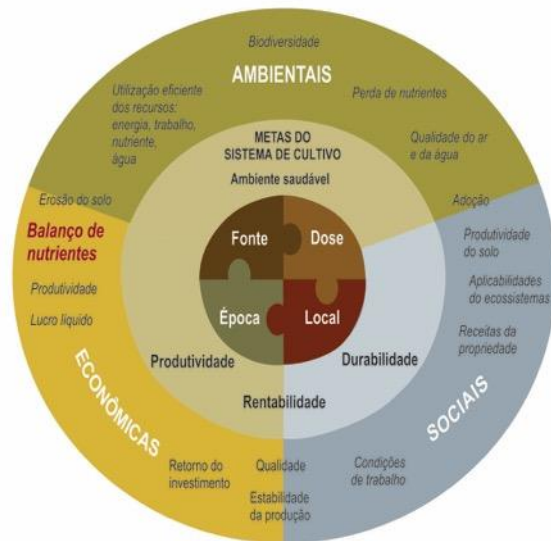 Biodiversidade
AMBIENTAIS
Utilização eficiente
dos recursos:
energia, trabalho,
nutriente,
água
Perda de nutrientes
Qualidade do ar
e da água
METAS DO
SISTEMA DE CULTIVO
Ambiente saudável
Erosão do solo
Adoção
Balanço de
nutrientes
Fonte
Dose
Produtividade
do solo
Produtividade
Lucro líquido
Aplicabilidades
do ecossistemas
Época
Local
Receitas da
propriedade
Produtividade
Durabilidade
Rentabilidade
ECONÔMICAS
SOCIAIS
Retorno do
investimento
Qualidade
Estabilidade
da produção
Condições
de trabalho